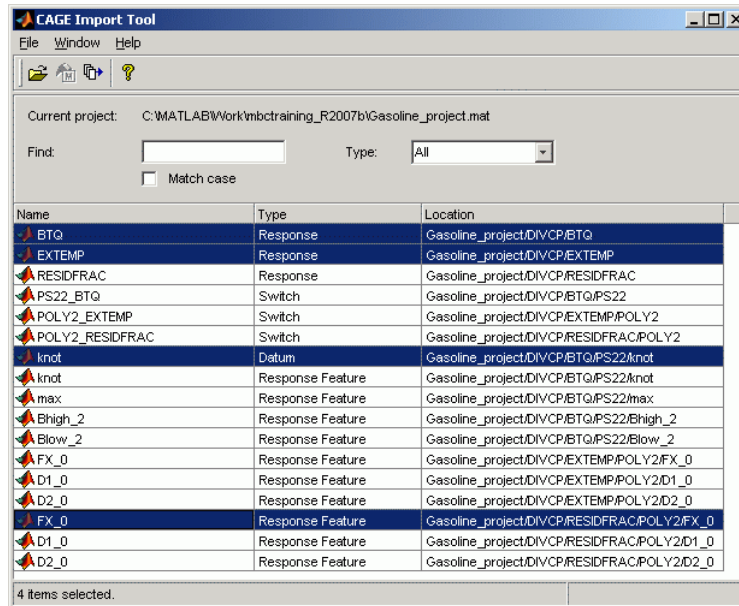 CAGE Import Tool
File Window Help
Current project: C:\MATLAB\Work\mbctraining_R2007b\Gasoline_project.mat
Find: Type: All
Match case
Name Type Location
BTQ Response Gasoline_project/DIVCP/BTQ
EXTEMP Response Gasoline_project/DIVCP/EXTEMP
RESIDFRAC Response Gasoline_project/DIVCP/RESIDFRAC
PS22_BTQ Switch Gasoline_project/DIVCP/BTQ/PS22
POLY2_EXTEMP Switch Gasoline_project/DIVCP/EXTEMP/POLY2
POLY2_RESIDFRAC Switch Gasoline_project/DIVCP/RESIDFRAC/POLY2
knot Datum Gasoline_project/DIVCP/BTQ/PS22/knot
knot Response Feature Gasoline_project/DIVCP/BTQ/PS22/knot
max Response Feature Gasoline_project/DIVCP/BTQ/PS22/max
Bhigh_2 Response Feature Gasoline_project/DIVCP/BTQ/PS22/Bhigh_2
Blow_2 Response Feature Gasoline_project/DIVCP/BTQ/PS22/Blow_2
FX_0 Response Feature Gasoline_project/DIVCP/EXTEMP/POLY2/FX_0
D1_0 Response Feature Gasoline_project/DIVCP/EXTEMP/POLY2/D1_0
D2_0 Response Feature Gasoline_project/DIVCP/EXTEMP/POLY2/D2_0
FX_0 Response Feature Gasoline_project/DIVCP/RESIDFRAC/POLY2/FX_0
D1_0 Response Feature Gasoline_project/DIVCP/RESIDFRAC/POLY2/D1_0
D2_0 Response Feature Gasoline_project/DIVCP/RESIDFRAC/POLY2/D2_0
4 items selected.